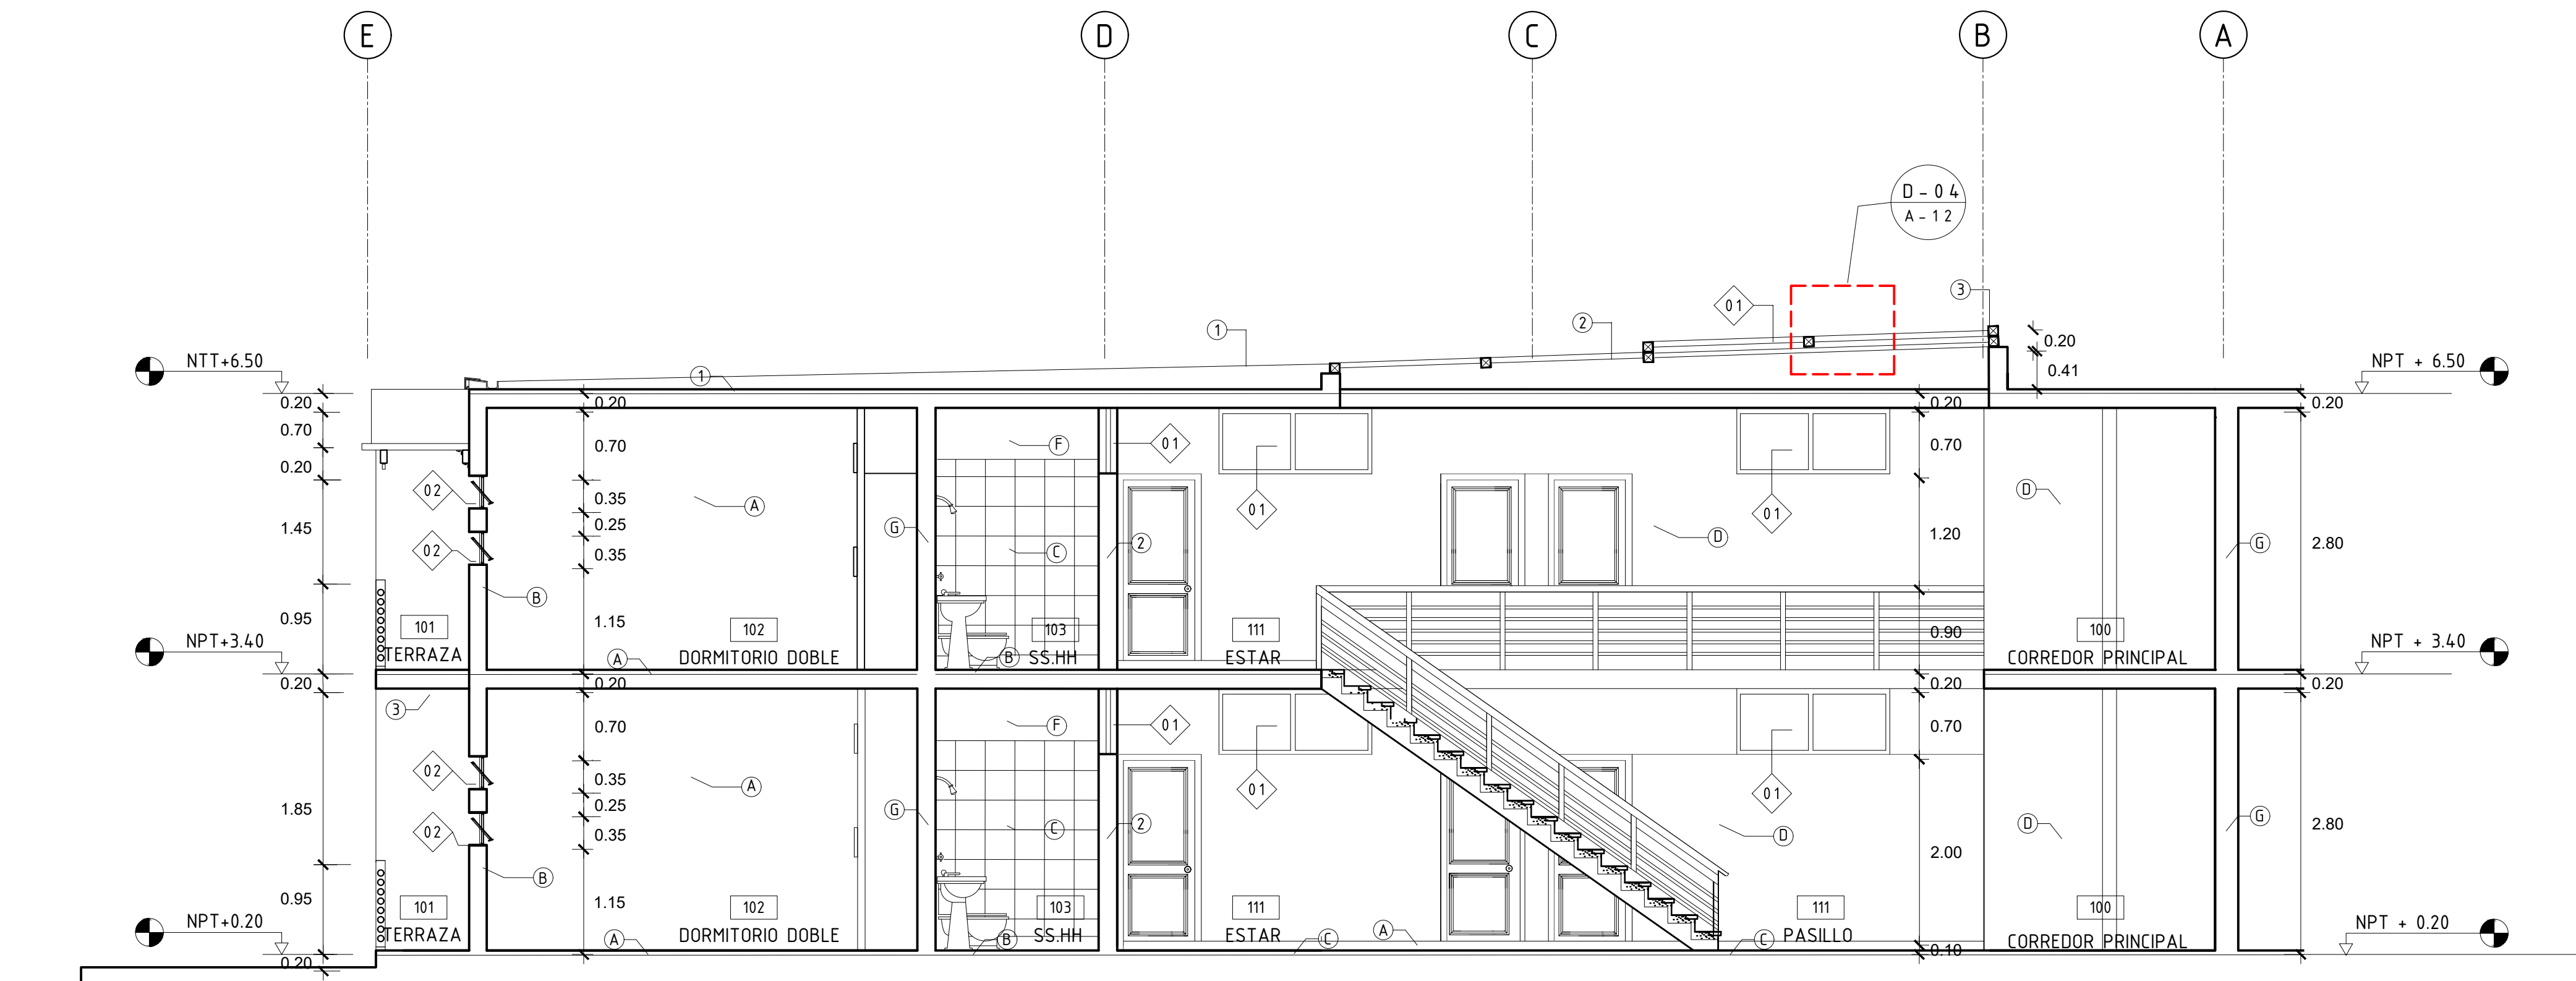 E D C B A
D-04
A-12
3
01
2
1
1
NTT+6.50
NPT + 6.50
0.20
0.41
0.20 0.20 0.20 0.20
0.70 0.70 0.70
0.20
F
01
02
0.35
A
01
01
D
D
1.45
0.25
G
2
D
1.20
2.80
G
02
0.35
C
B
0.95
1.15
0.90
101 102 103 111 100
TERRAZA DORMITORIO DOBLE SS.HH ESTAR CORREDOR PRINCIPAL
A
B
NPT+3.40
NPT + 3.40
0.20 0.20 0.20 0.20
3
0.70 0.70
F
01
02
0.35
A
01
01
1.85
0.25
G
2
D
D
G
2.80
02
0.35
C
2.00
B
0.95
1.15
101 102 103 111 111 100
TERRAZA DORMITORIO DOBLE SS.HH ESTAR PASILLO CORREDOR PRINCIPAL
A
B
C
A
C
NPT+0.20
NPT + 0.20
0.20
0.10